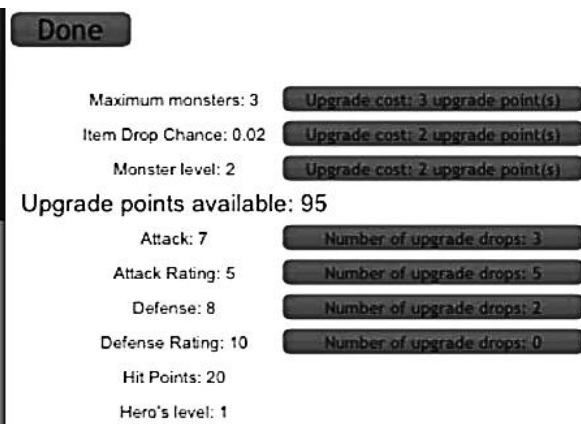 Done
Maximum monsters: 3 Upgrade cost: 3 upgrade point(s)
Item Drop Chance: 0.02 Upgrade cost: 2 upgrade point(s)
Monster level: 2 Upgrade cost: 2 upgrade point(s)
Upgrade points available: 95
Attack: 7 Number of upgrade drops: 3
Attack Rating: 5 Number of upgrade drops: 5
Defense: 8 Number of upgrade drops: 2
Defense Rating: 10 Number of upgrade drops: 0
Hit Points: 20
Hero's level: 1